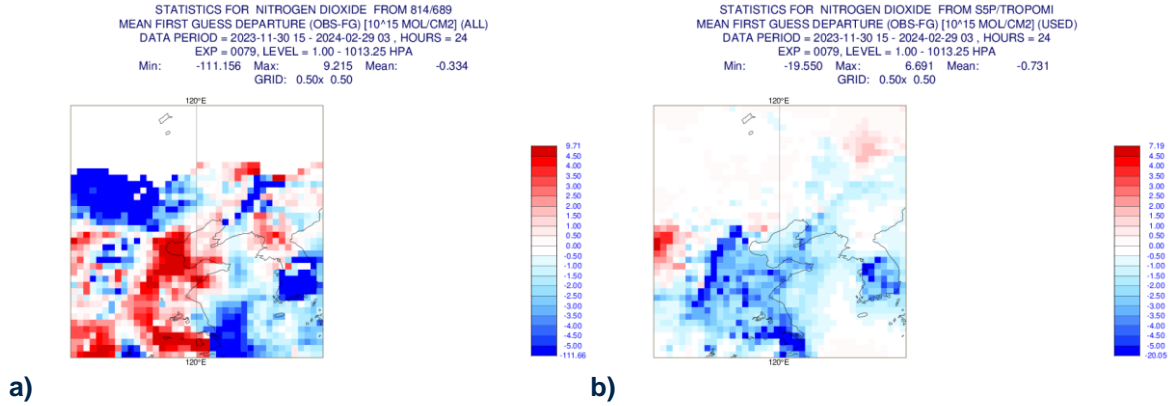 STATISTICS FOR NITROGEN DIOXIDE FROM 814/689
MEAN FIRST GUESS DEPARTURE (OBS-FG) [10^15 MOL/CM2] (ALL)
DATA PERIOD = 2023-11-30 15 - 2024-02-29 03 , HOURS = 24
EXP = 0079, LEVEL = 1.00 - 1013.25 HPA
Min: -111.156 Max: 9.215 Mean: -0.334
GRID: 0.50x 0.50
120°E
9.71
4.50
4.00
3.50
3.00
2.50
2.00
1.50
1.00
0.50
0.00
-0.50
-1.00
-1.50
-2.00
-2.50
-3.00
-3.50
-4.00
-4.50
-5.00
-111.66
120°E
a)
STATISTICS FOR NITROGEN DIOXIDE FROM S5P/TROPOMI
MEAN FIRST GUESS DEPARTURE (OBS-FG) [10^15 MOL/CM2] (USED)
DATA PERIOD = 2023-11-30 15 - 2024-02-29 03 , HOURS = 24
EXP = 0079, LEVEL = 1.00 - 1013.25 HPA
Min: -19.550 Max: 6.691 Mean: -0.731
GRID: 0.50x 0.50
120°E
7.19
4.50
4.00
3.50
3.00
2.50
2.00
1.50
1.00
0.50
0.00
-0.50
-1.00
-1.50
-2.00
-2.50
-3.00
-3.50
-4.00
-4.50
-5.00
-20.05
120°E
b)